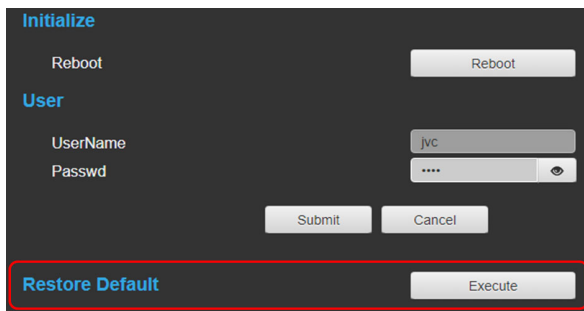 Initialize
Reboot Reboot
User
UserName jvc
Passwd ••••
Submit Cancel
Restore Default Execute